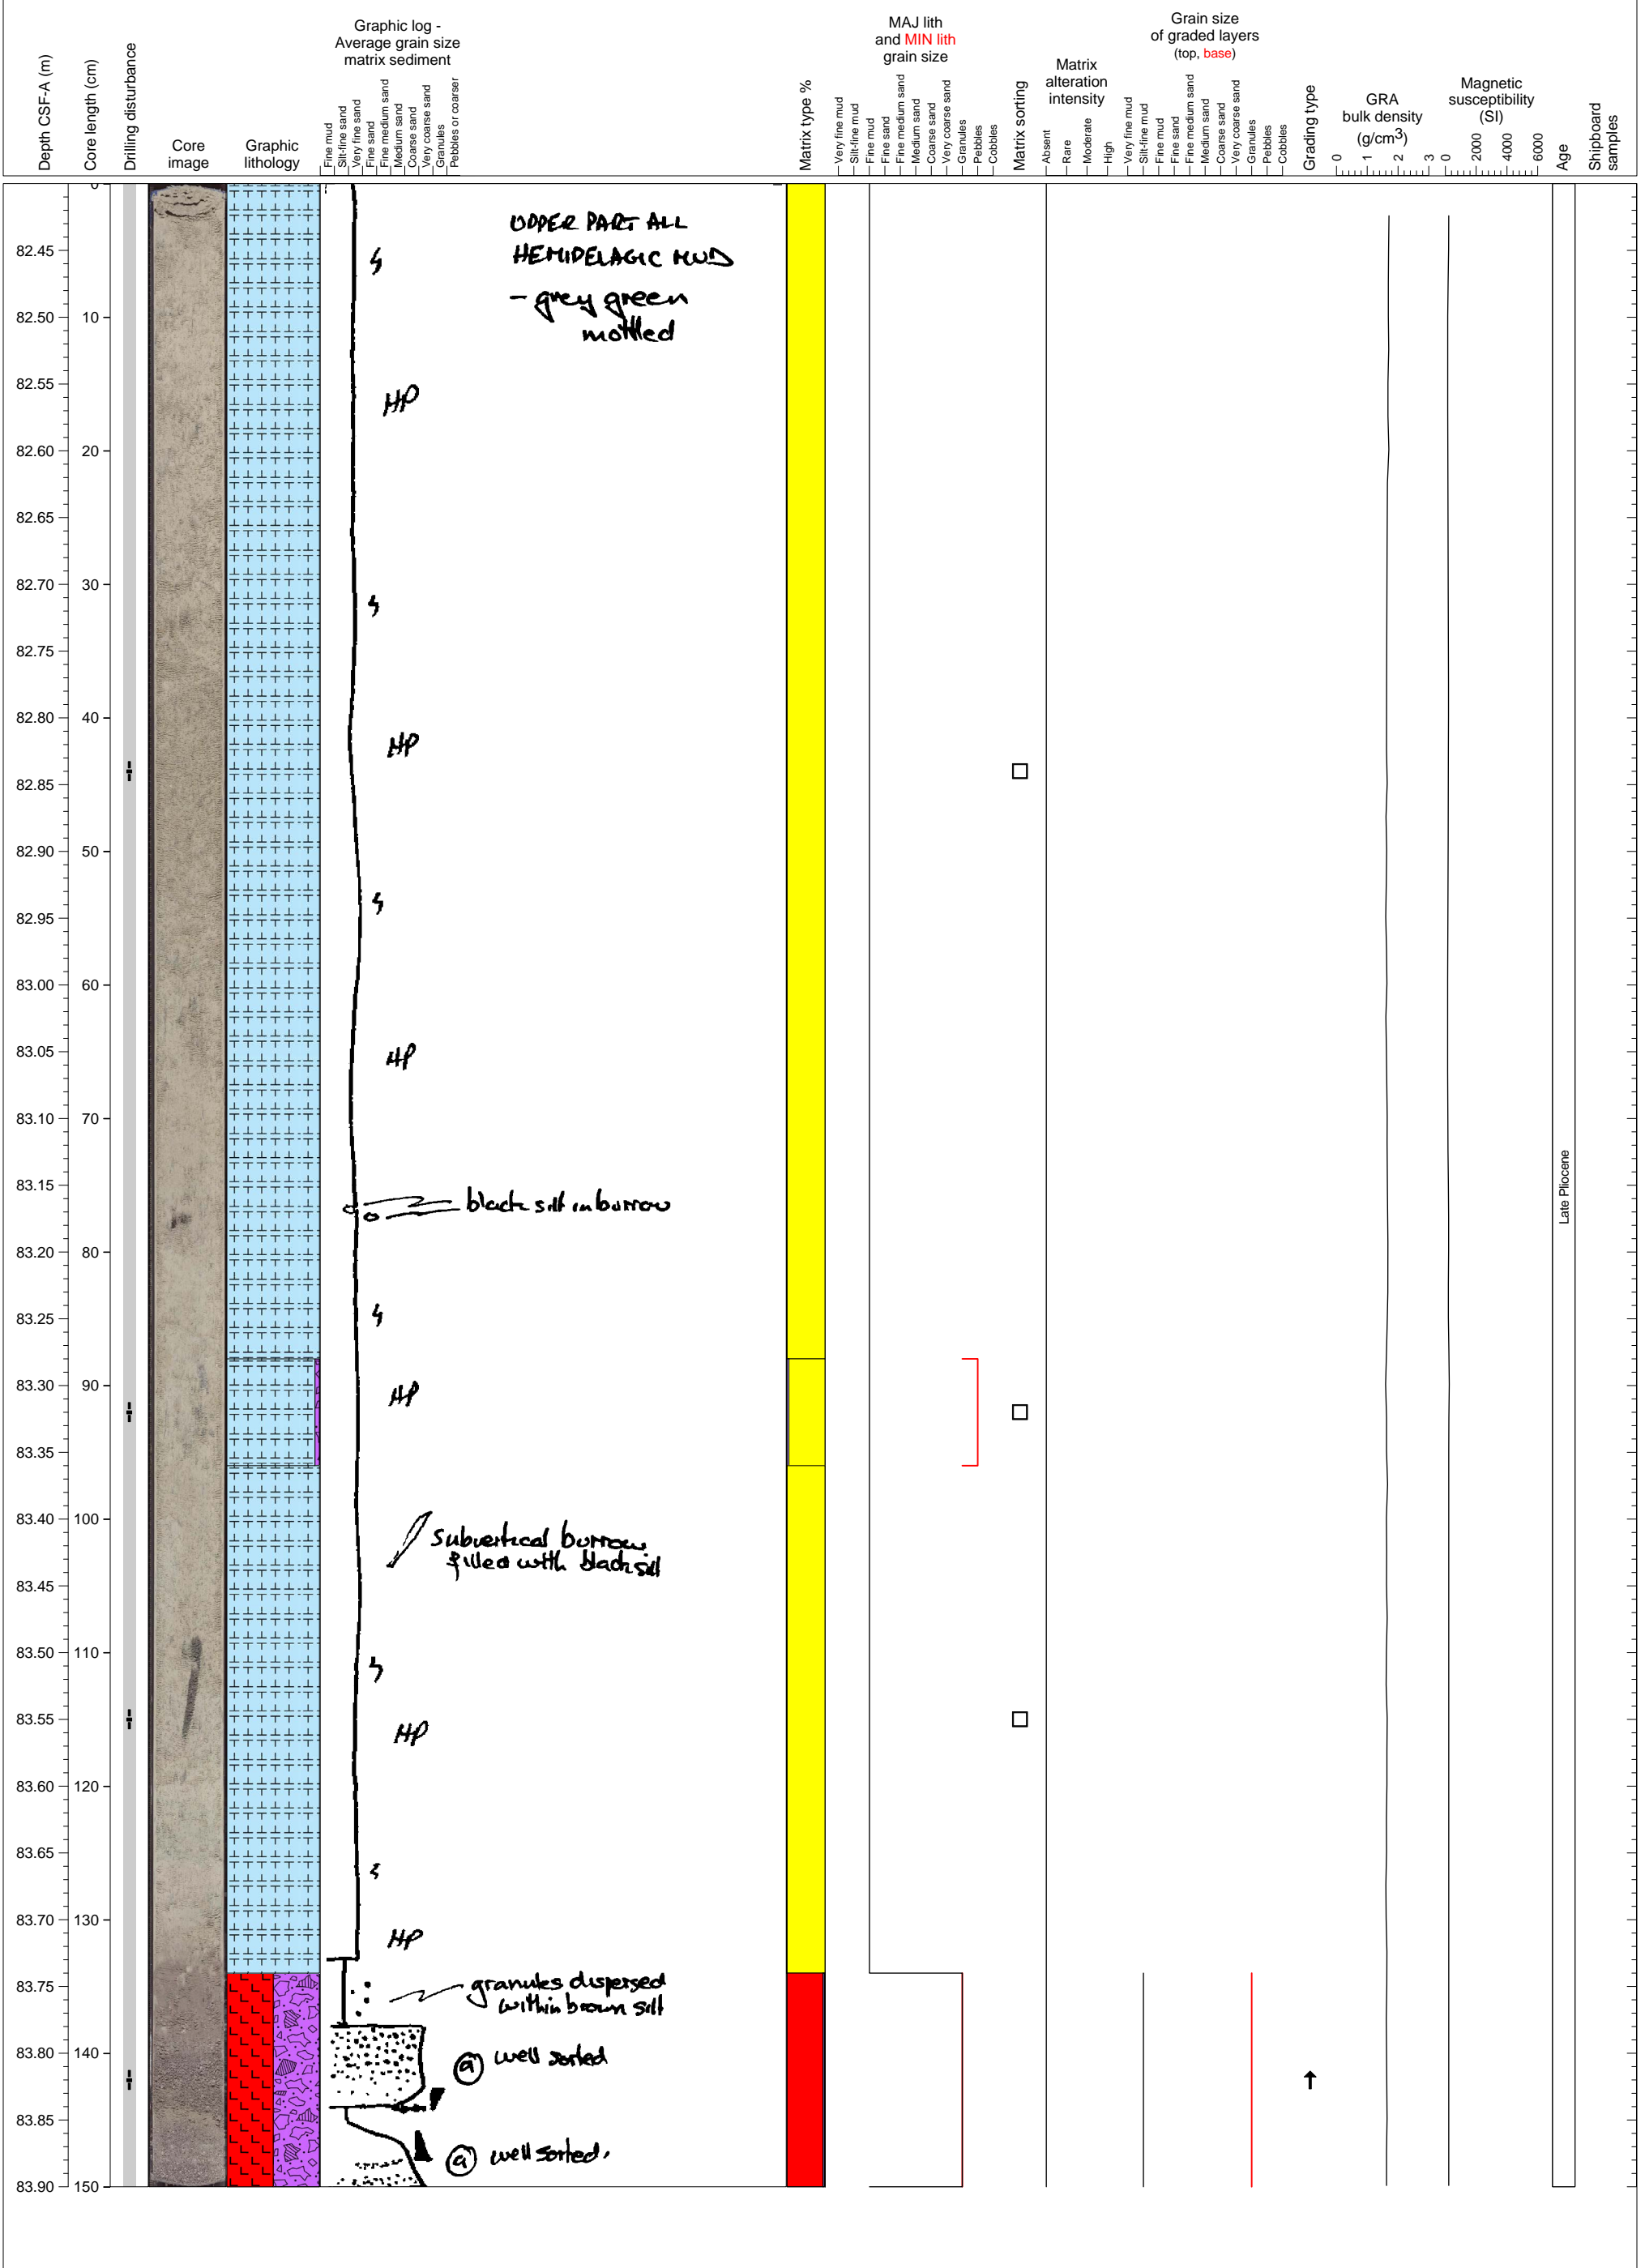 Depth CSF-A (m)
Core length (cm)
Drilling disturbance
Core
image
Graphic
lithology
Graphic log -
Average grain size
matrix sediment
Fine mud
Silt-fine sand
Very fine sand
Fine sand
Fine medium sand
Medium sand
Coarse sand
Very coarse sand
Granules
Pebbles or coarser
Matrix type %
MAJ lith
and MIN lith
grain size
Very fine mud
Silt-fine mud
Fine mud
Fine sand
Fine medium sand
Medium sand
Coarse sand
Very coarse sand
Granules
Pebbles
Cobbles
Matrix sorting
Matrix
alteration
intensity
Absent
Rare
Moderate
High
Grain size
of graded layers
(top, base)
Very fine mud
Silt-fine mud
Fine mud
Fine sand
Fine medium sand
Medium sand
Coarse sand
Very coarse sand
Granules
Pebbles
Cobbles
Grading type
GRA
bulk density
(g/cm3)
0 1 2 3
Magnetic
susceptibility
(SI)
0 2000 4000 6000
Age
Shipboard
samples
0
UPPER PART ALL
82.45
HEMIPELAGIC MUD
- grey green
82.50 10
mottled
82.55
HP
82.60 20
82.65
82.70 30
82.75
82.80 40
HP
82.85
82.90 50
82.95
83.00 60
83.05
HP
83.10 70
83.15
black silt in burrow
Late Pliocene
83.20 80
83.25
83.30 90
HP
83.35
83.40 100
subvertical burrow
filled with black silt
83.45
83.50 110
83.55
HP
83.60 120
83.65
83.70 130
HP
83.75
granules dispersed
within brown silt
83.80 140
a well sorted
83.85
a well sorted.
83.90 150